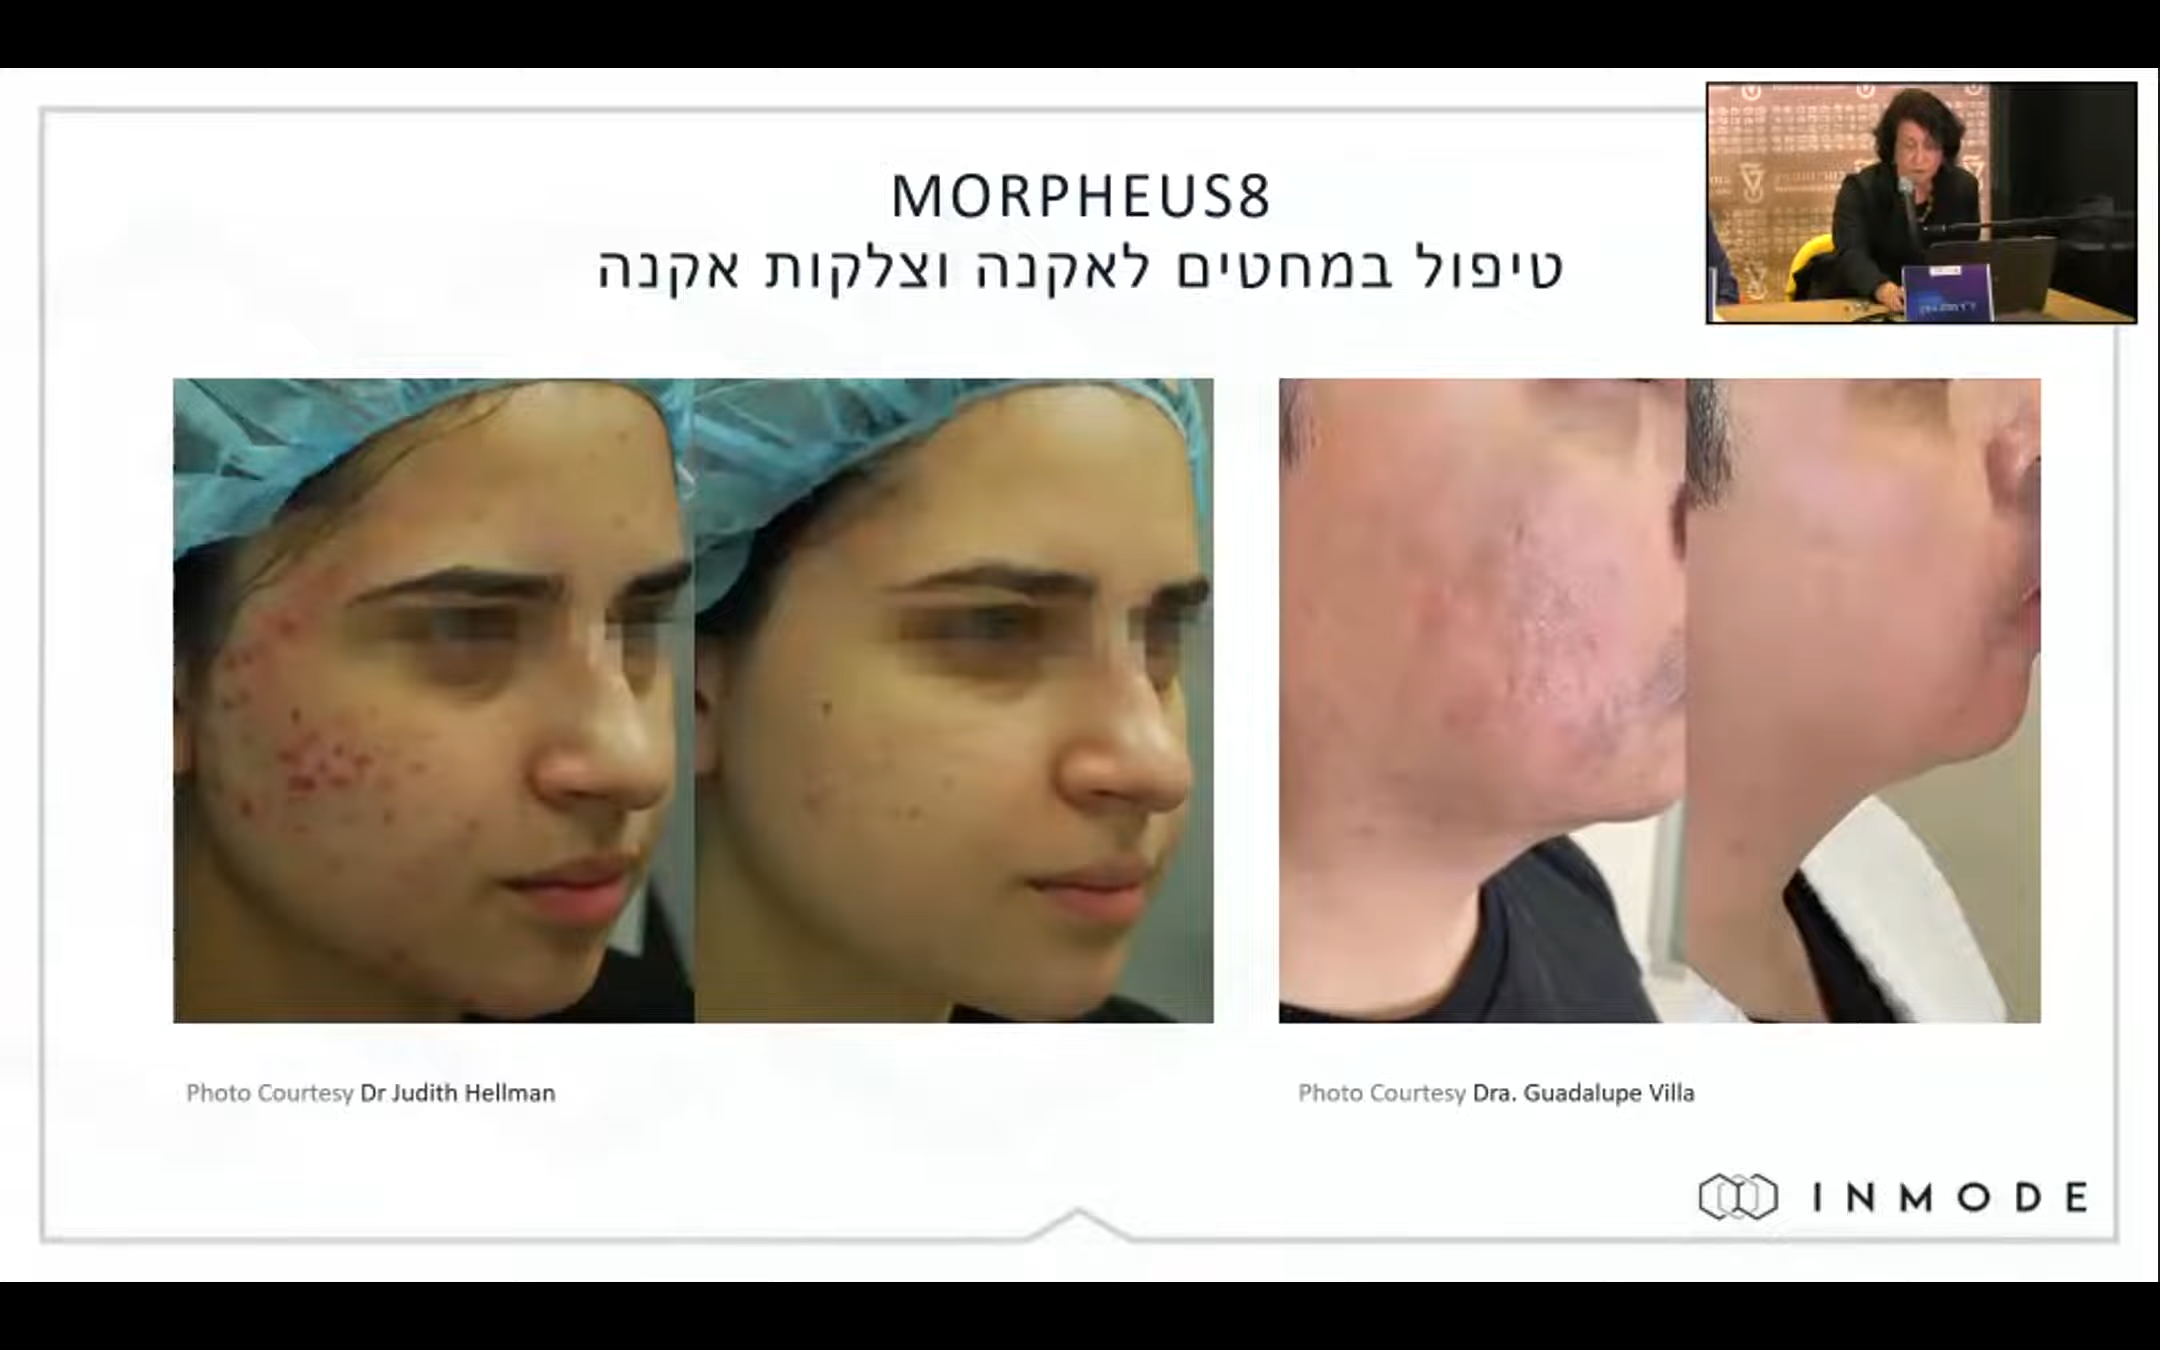 MORPHEUS8
טיפול במחטים לאקנה וצלקות אקנה
Photo Courtesy Dr Judith Hellman
Photo Courtesy Dra. Guadalupe Villa
INMODE